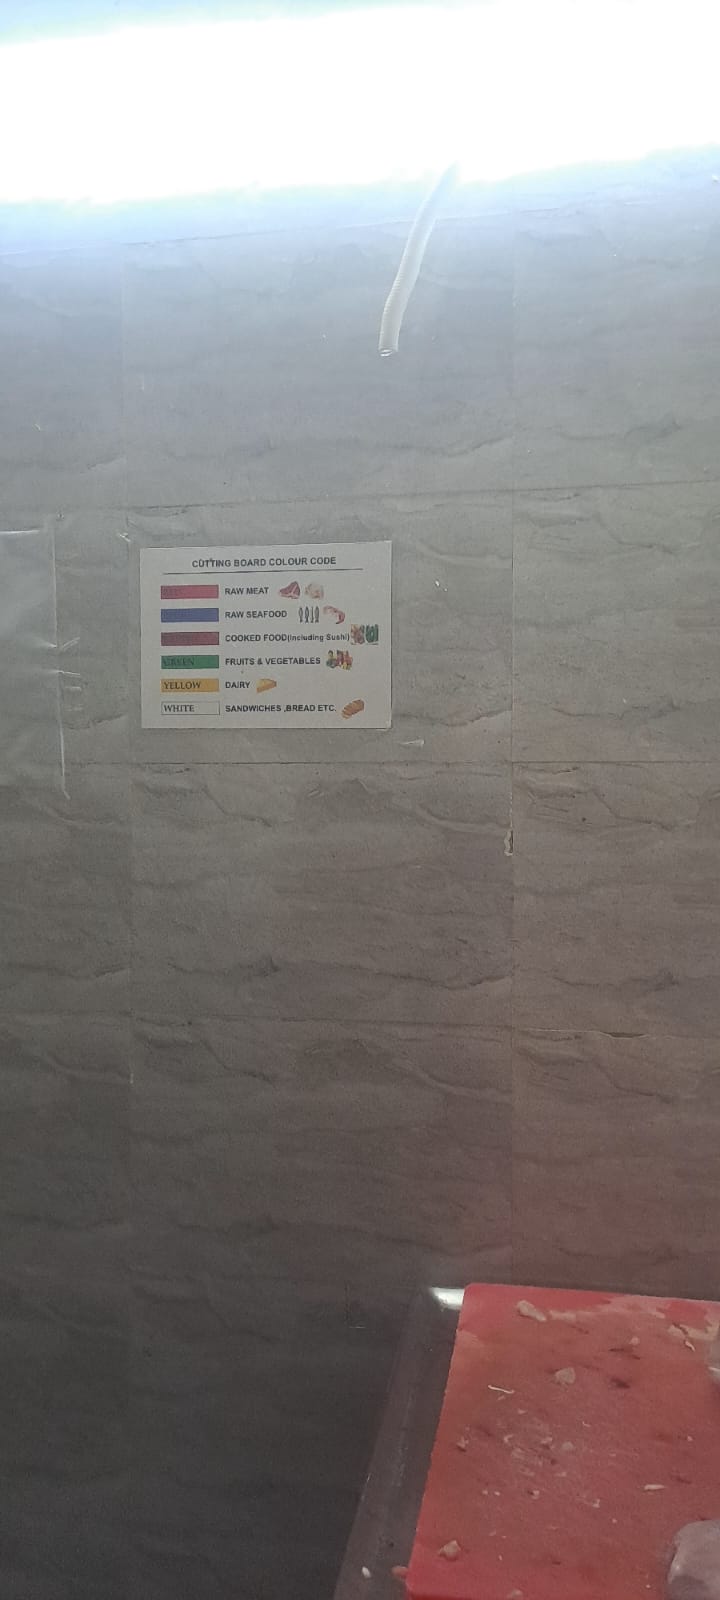 CUTTING BOARD COLOUR CODE
RAW MEAT
RAW SEAFOOD
COOKED FOOD(Including Sushi)
GREEN FRUITS & VEGETABLES
YELLOW DAIRY
WHITE SANDWICHES ,BREAD ETC.